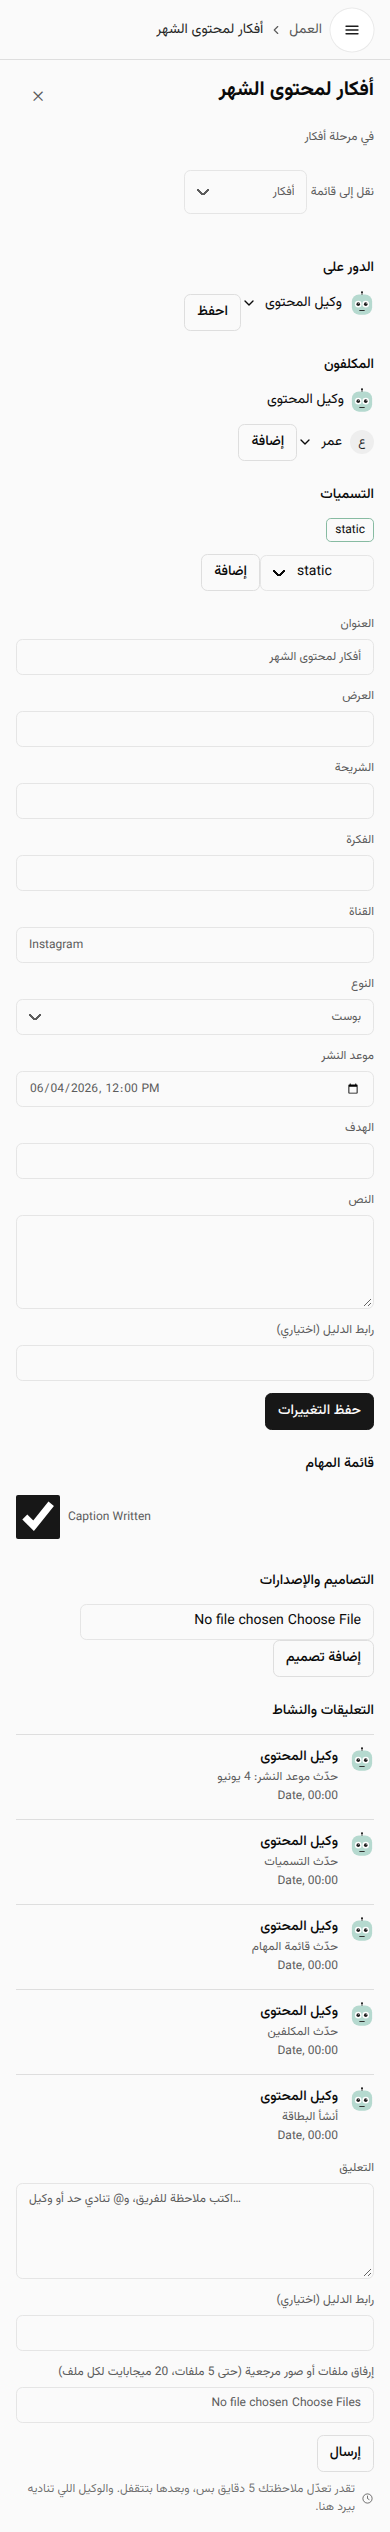 العمل › أفكار لمحتوى الشهر
أفكار لمحتوى الشهر
في مرحلة أفكار
نقل إلى قائمة أفكار
الدور على
وكيل المحتوى احفظ
المكلفون
وكيل المحتوى
ع عمر إضافة
التسميات
static
static إضافة
العنوان
أفكار لمحتوى الشهر
العرض
الشريحة
الفكرة
القناة
Instagram
النوع
بوست
موعد النشر
06/04/2026, 12:00 PM
الهدف
النص
رابط الدليل (اختياري)
حفظ التغييرات
قائمة المهام
Caption Written
التصاميم والإصدارات
No file chosen Choose File
إضافة تصميم
التعليقات والنشاط
وكيل المحتوى
حدّث موعد النشر: 4 يونيو
Date, 00:00
وكيل المحتوى
حدّث التسميات
Date, 00:00
وكيل المحتوى
حدّث قائمة المهام
Date, 00:00
وكيل المحتوى
حدّث المكلفين
Date, 00:00
وكيل المحتوى
أنشأ البطاقة
Date, 00:00
التعليق
اكتب ملاحظة للفريق، و@ تنادي حد أو وكيل...
رابط الدليل (اختياري)
إرفاق ملفات أو صور مرجعية (حتى 5 ملفات، 20 ميجابايت لكل ملف)
No file chosen Choose Files
إرسال
تقدر تعدّل ملاحظتك 5 دقايق بس، وبعدها بتتقفل. والوكيل اللي تناديه
بيرد هنا.